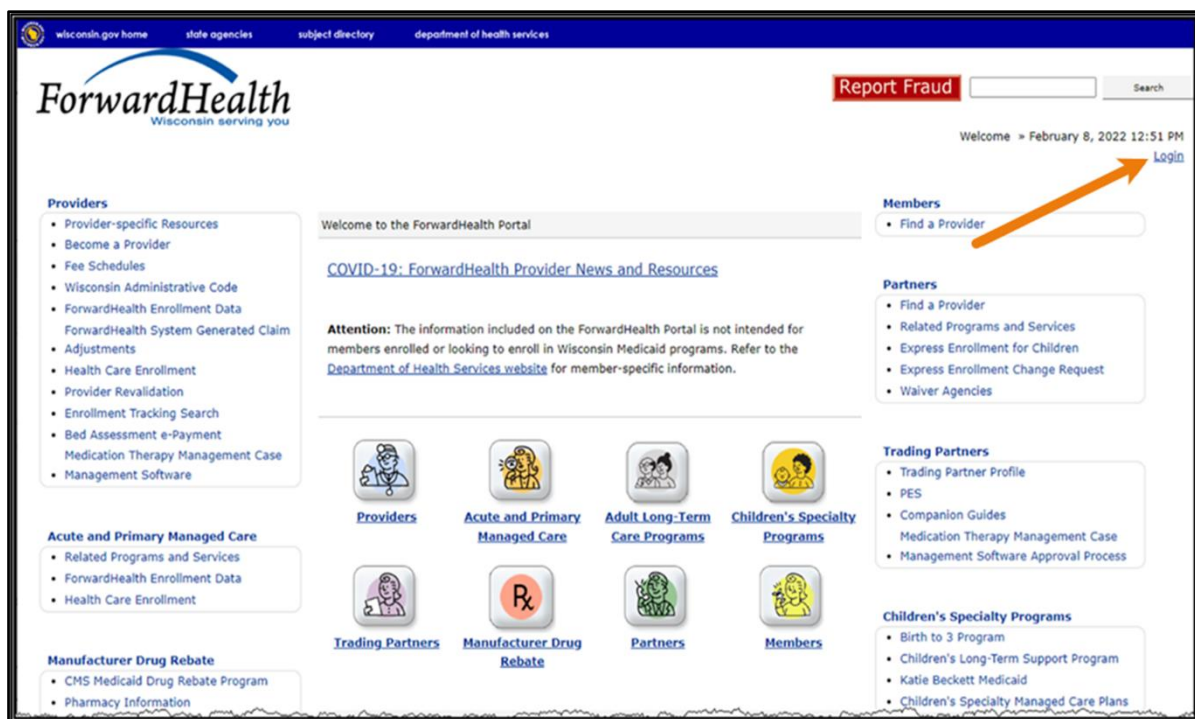 wisconsin.gov home state agencies subject directory department of health services
ForwardHealth
Wisconsin serving you
Report Fraud
Search
Welcome » February 8, 2022 12:51 PM
Login
Providers
Provider-specific Resources
Become a Provider
Fee Schedules
Wisconsin Administrative Code
ForwardHealth Enrollment Data
ForwardHealth System Generated Claim
Adjustments
Health Care Enrollment
Provider Revalidation
Enrollment Tracking Search
Bed Assessment e-Payment
Medication Therapy Management Case
Management Software
Acute and Primary Managed Care
Related Programs and Services
ForwardHealth Enrollment Data
Health Care Enrollment
Manufacturer Drug Rebate
CMS Medicaid Drug Rebate Program
Pharmacy Information
Welcome to the ForwardHealth Portal
COVID-19: ForwardHealth Provider News and Resources
Attention: The information included on the ForwardHealth Portal is not intended for
members enrolled or looking to enroll in Wisconsin Medicaid programs. Refer to the
Department of Health Services website for member-specific information.
Providers
Acute and Primary
Managed Care
Adult Long-Term
Care Programs
Children's Specialty
Programs
Rx
Trading Partners
Manufacturer Drug
Rebate
Partners
Members
Members
Find a Provider
Partners
Find a Provider
Related Programs and Services
Express Enrollment for Children
Express Enrollment Change Request
Waiver Agencies
Trading Partners
Trading Partner Profile
PES
Companion Guides
Medication Therapy Management Case
Management Software Approval Process
Children's Specialty Programs
Birth to 3 Program
Children's Long-Term Support Program
Katie Beckett Medicaid
Children's Specialty Managed Care Plans